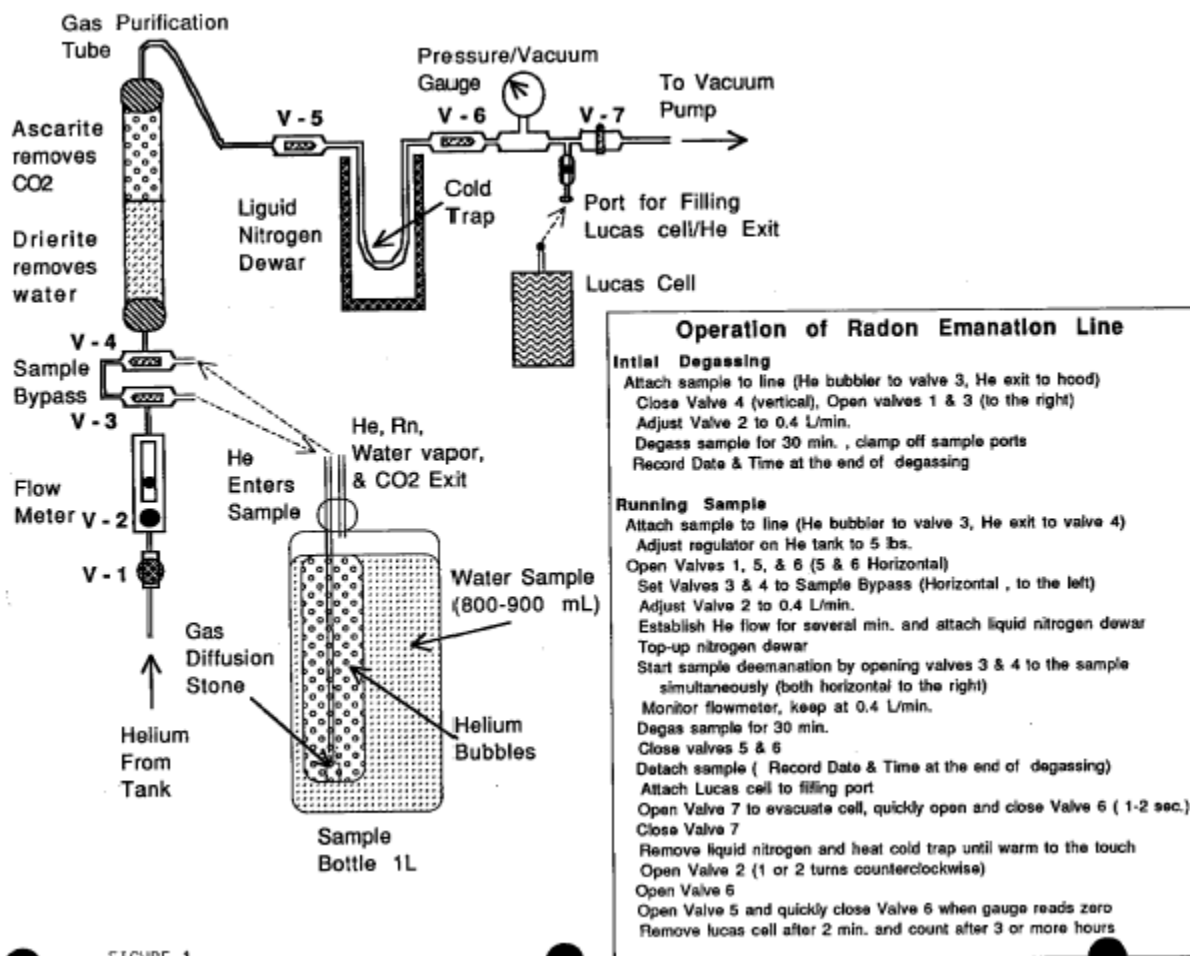 Gas Purification
Tube
Ascarite
removes
CO2
Drierite
removes
water
V - 4
Sample
Bypass
V - 3
Flow
Meter V - 2
V - 1
Helium
From
Tank
V - 5
Liguid
Nitrogen
Dewar
Cold
Trap
Pressure/Vacuum
Gauge
V - 6
V - 7
To Vacuum
Pump
Port for Filling
Lucas cell/He Exit
Lucas Cell
He
Enters
Sample
He, Rn,
Water vapor,
& CO2 Exit
Water Sample
(800-900 mL)
Gas
Diffusion
Stone
Helium
Bubbles
Sample
Bottle 1L
Operation of Radon Emanation Line
Intial Degassing
Attach sample to line (He bubbler to valve 3, He exit to hood)
Close Valve 4 (vertical), Open valves 1 & 3 (to the right)
Adjust Valve 2 to 0.4 L/min.
Degass sample for 30 min. , clamp off sample ports
Record Date & Time at the end of degassing
Running Sample
Attach sample to line (He bubbler to valve 3, He exit to valve 4)
Adjust regulator on He tank to 5 lbs.
Open Valves 1, 5, & 6 (5 & 6 Horizontal)
Set Valves 3 & 4 to Sample Bypass (Horizontal , to the left)
Adjust Valve 2 to 0.4 L/min.
Establish He flow for several min. and attach liquid nitrogen dewar
Top-up nitrogen dewar
Start sample deemanation by opening valves 3 & 4 to the sample
simultaneously (both horizontal to the right)
Monitor flowmeter, keep at 0.4 L/min.
Degas sample for 30 min.
Close valves 5 & 6
Detach sample ( Record Date & Time at the end of degassing)
Attach Lucas cell to filling port
Open Valve 7 to evacuate cell, quickly open and close Valve 6 ( 1-2 sec.)
Close Valve 7
Remove liquid nitrogen and heat cold trap until warm to the touch
Open Valve 2 (1 or 2 turns counterclockwise)
Open Valve 6
Open Valve 5 and quickly close Valve 6 when gauge reads zero
Remove lucas cell after 2 min. and count after 3 or more hours
FIGURE 1